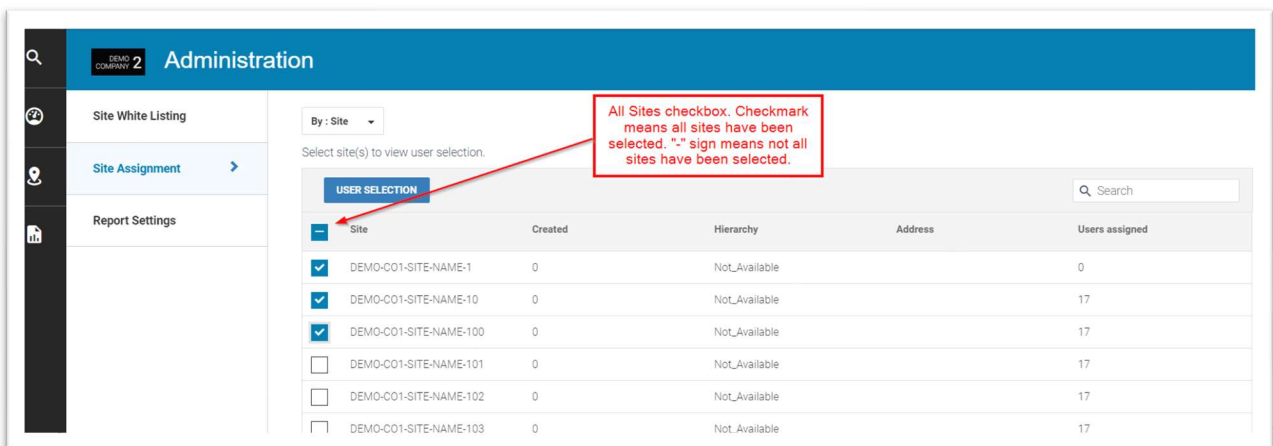 DEMO
COMPANY 2
Administration
Site White Listing
Site Assignment
Report Settings
By : Site
Select site(s) to view user selection.
All Sites checkbox. Checkmark
means all sites have been
selected. "-" sign means not all
sites have been selected.
USER SELECTION
Search
Site Created Hierarchy Address Users assigned
DEMO-CO1-SITE-NAME-1 0 Not_Available 0
DEMO-CO1-SITE-NAME-10 0 Not_Available 17
DEMO-CO1-SITE-NAME-100 0 Not_Available 17
DEMO-CO1-SITE-NAME-101 0 Not_Available 17
DEMO-CO1-SITE-NAME-102 0 Not_Available 17
DEMO-CO1-SITE-NAME-103 0 Not_Available 17